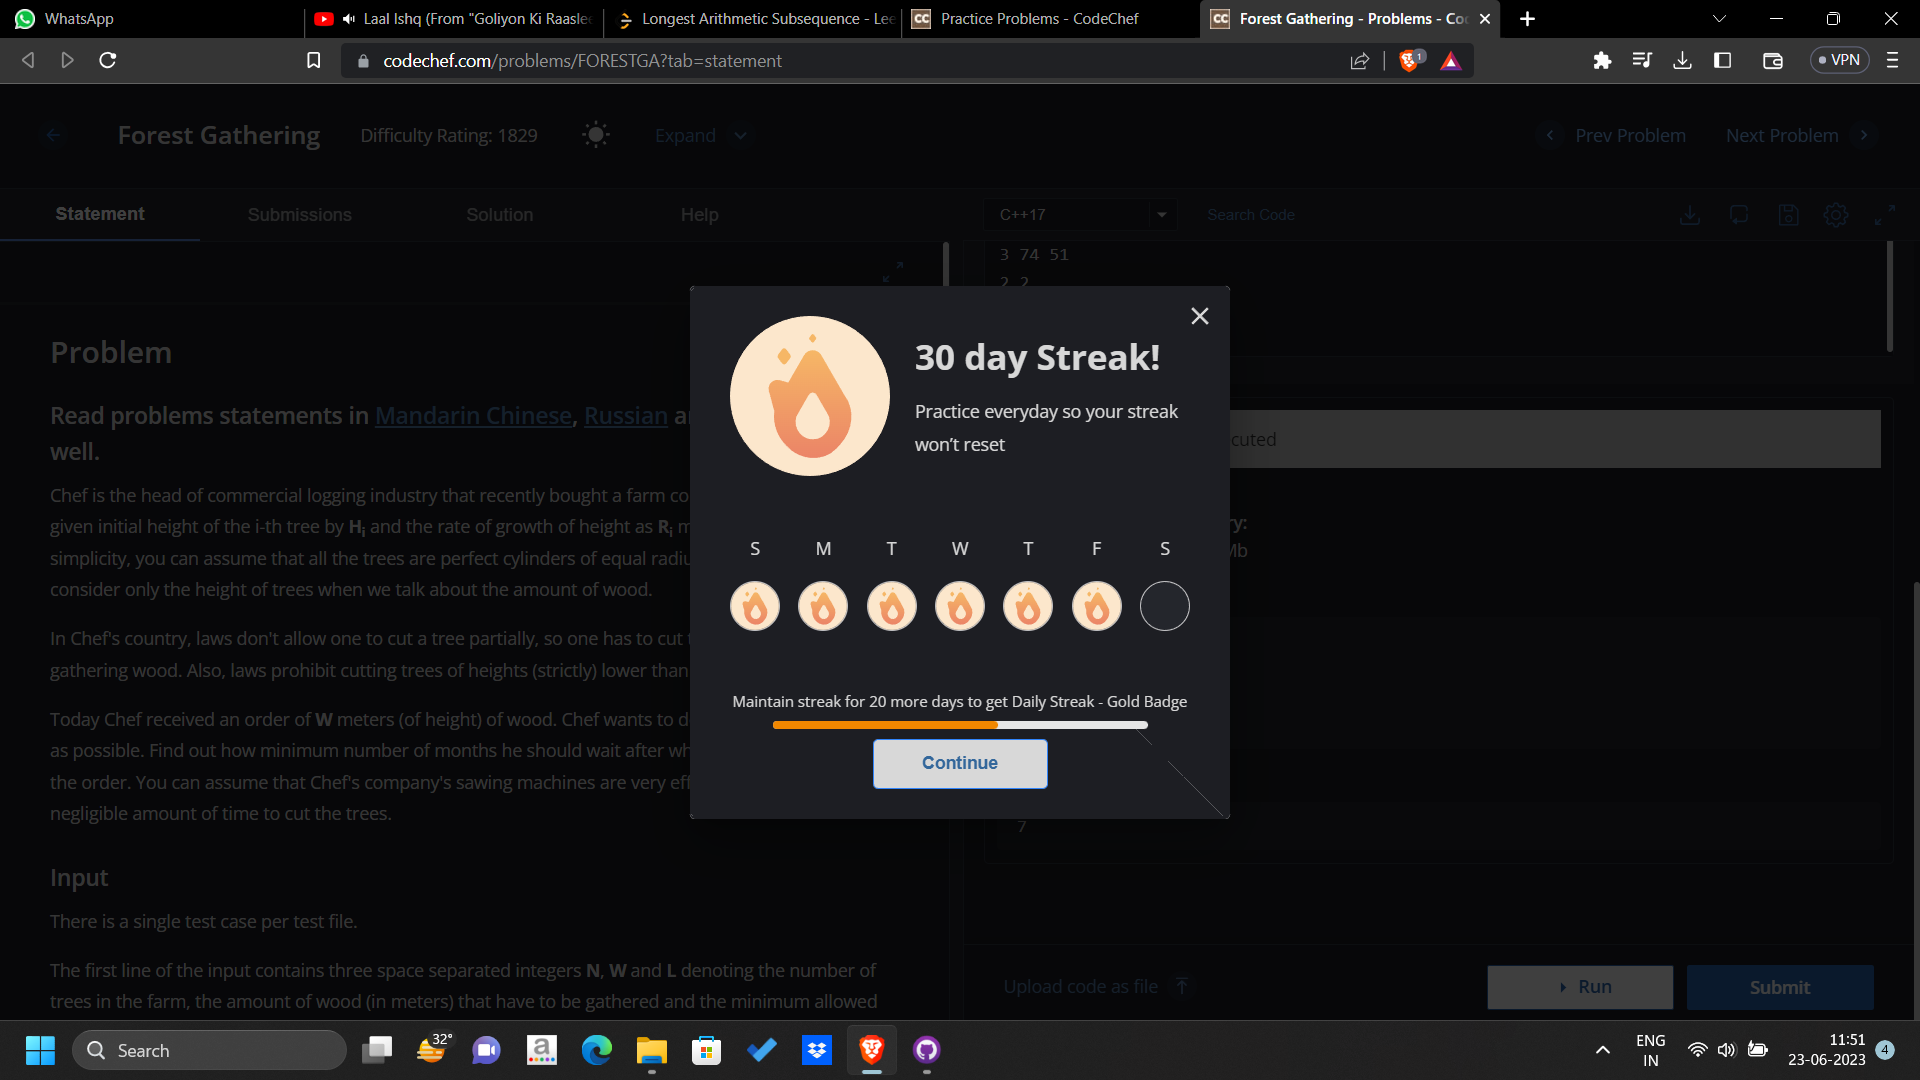 WhatsApp
Laal Ishq (From "Goliyon Ki Raasle
Longest Arithmetic Subsequence - Lee
CC Practice Problems - CodeChef
CC Forest Gathering - Problems - Co
codechef.com/problems/FORESTGA?tab=statement
1
VPN
Forest Gathering
Difficulty Rating: 1829
Expand
Prev Problem
Next Problem
Statement
Submissions
Solution
Help
C++17
Search Code
3 74 51
2 2
Problem
Read problems statements in Mandarin Chinese, Russian a
well.
Chef is the head of commercial logging industry that recently bought a farm co
given initial height of the i-th tree by Hi and the rate of growth of height as Ri m
simplicity, you can assume that all the trees are perfect cylinders of equal radiu
consider only the height of trees when we talk about the amount of wood.
In Chef's country, laws don't allow one to cut a tree partially, so one has to cut
gathering wood. Also, laws prohibit cutting trees of heights (strictly) lower than
Today Chef received an order of W meters (of height) of wood. Chef wants to d
as possible. Find out how minimum number of months he should wait after wh
the order. You can assume that Chef's company's sawing machines are very eff
negligible amount of time to cut the trees.
Input
There is a single test case per test file.
The first line of the input contains three space separated integers N, W and L denoting the number of
trees in the farm, the amount of wood (in meters) that have to be gathered and the minimum allowed
30 day Streak!
Practice everyday so your streak
won't reset
S M T W T F S
Maintain streak for 20 more days to get Daily Streak - Gold Badge
Continue
cuted
ry:
Mb
7
Upload code as file
Run
Submit
Search
32°
a
ENG
IN
11:51
23-06-2023
4